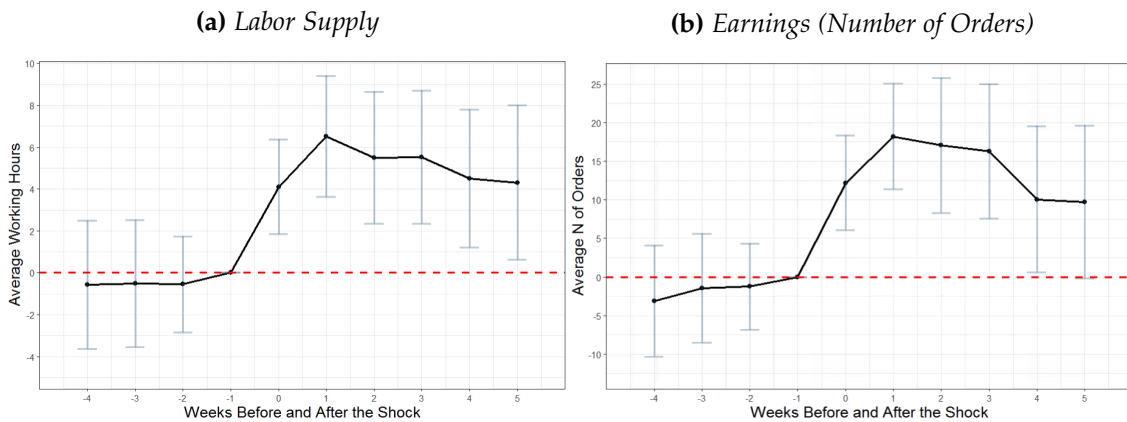 (a) Labor Supply
Average Working Hours
10
8
6
4
2
0
-2
-4
-4 -3 -2 -1 0 1 2 3 4 5
Weeks Before and After the Shock
(b) Earnings (Number of Orders)
Average N of Orders
25
20
15
10
5
0
-5
-10
-4 -3 -2 -1 0 1 2 3 4 5
Weeks Before and After the Shock